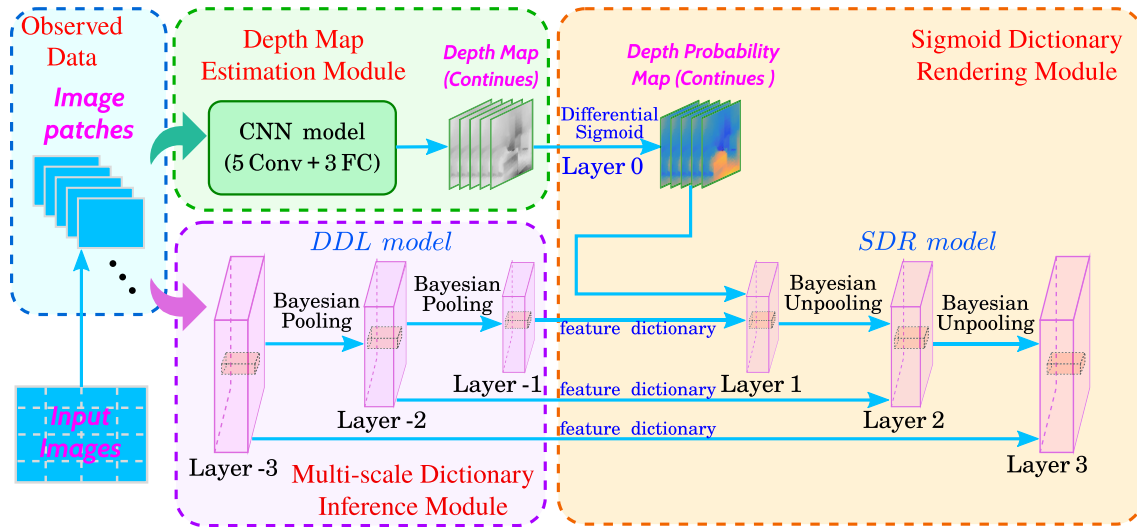 Observed
Data
Image
patches
Input
Images
Depth Map
Estimation Module
CNN model
(5 Conv + 3 FC)
Depth Map
(Continues)
Differential
Sigmoid
Layer 0
Depth Probability
Map (Continues )
Sigmoid Dictionary
Rendering Module
DDL model
Bayesian
Pooling
Bayesian
Pooling
Layer -1
Layer -2
Layer -3
Multi-scale Dictionary
Inference Module
feature dictionary
feature dictionary
feature dictionary
SDR model
Bayesian
Unpooling
Bayesian
Unpooling
Layer 1
Layer 2
Layer 3